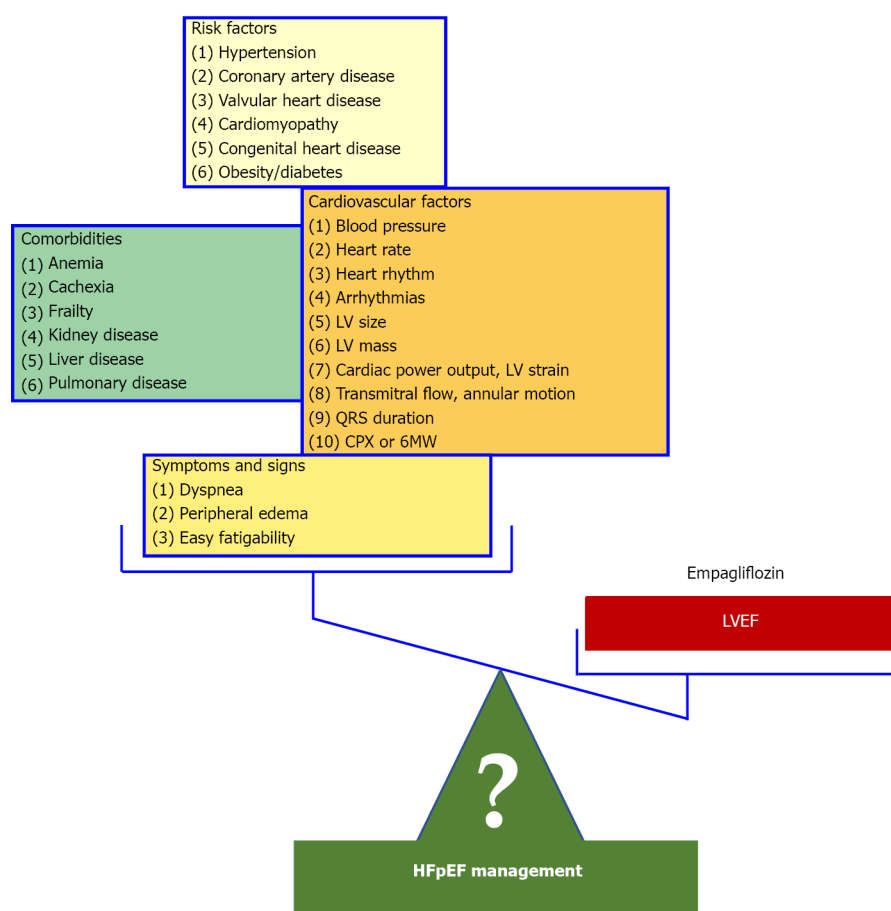 Risk factors
(1) Hypertension
(2) Coronary artery disease
(3) Valvular heart disease
(4) Cardiomyopathy
(5) Congenital heart disease
(6) Obesity/diabetes
Cardiovascular factors
(1) Blood pressure
(2) Heart rate
(3) Heart rhythm
(4) Arrhythmias
(5) LV size
(6) LV mass
(7) Cardiac power output, LV strain
(8) Transmitral flow, annular motion
(9) QRS duration
(10) CPX or 6MW
Comorbidities
(1) Anemia
(2) Cachexia
(3) Frailty
(4) Kidney disease
(5) Liver disease
(6) Pulmonary disease
Symptoms and signs
(1) Dyspnea
(2) Peripheral edema
(3) Easy fatigability
Empagliflozin
LVEF
?
HFpEF management